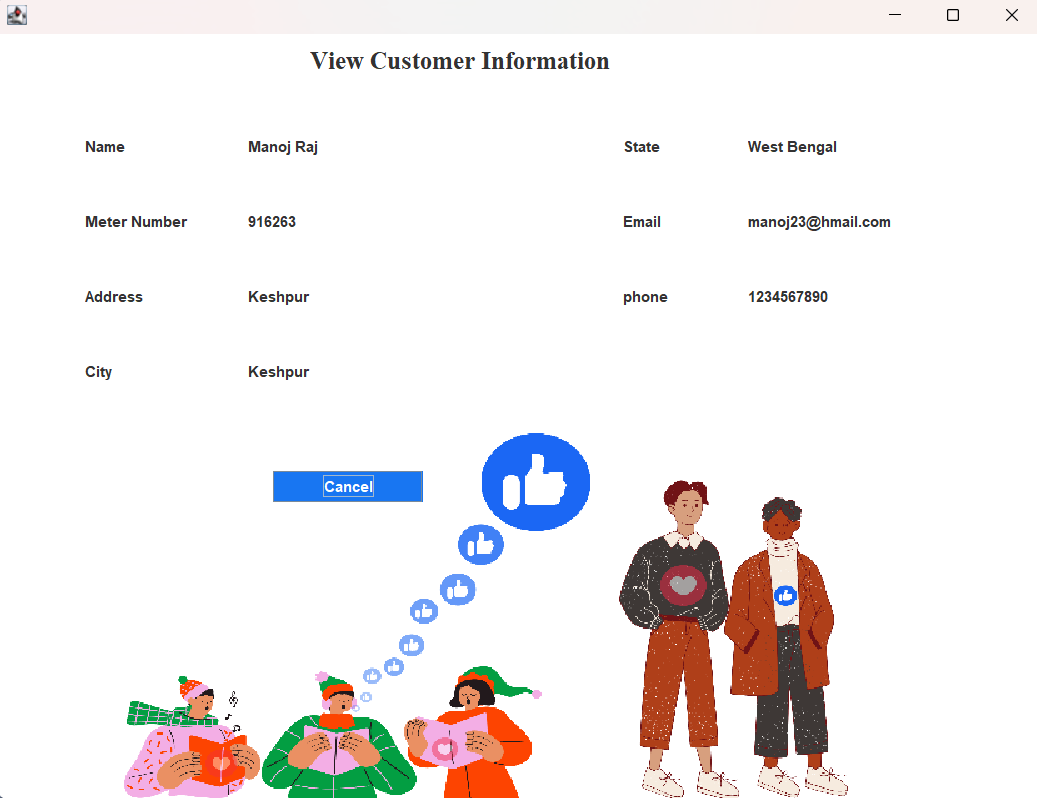 View Customer Information
Name Manoj Raj State West Bengal
Meter Number 916263 Email manoj23@hmail.com
Address Keshpur phone 1234567890
City Keshpur
Cancel